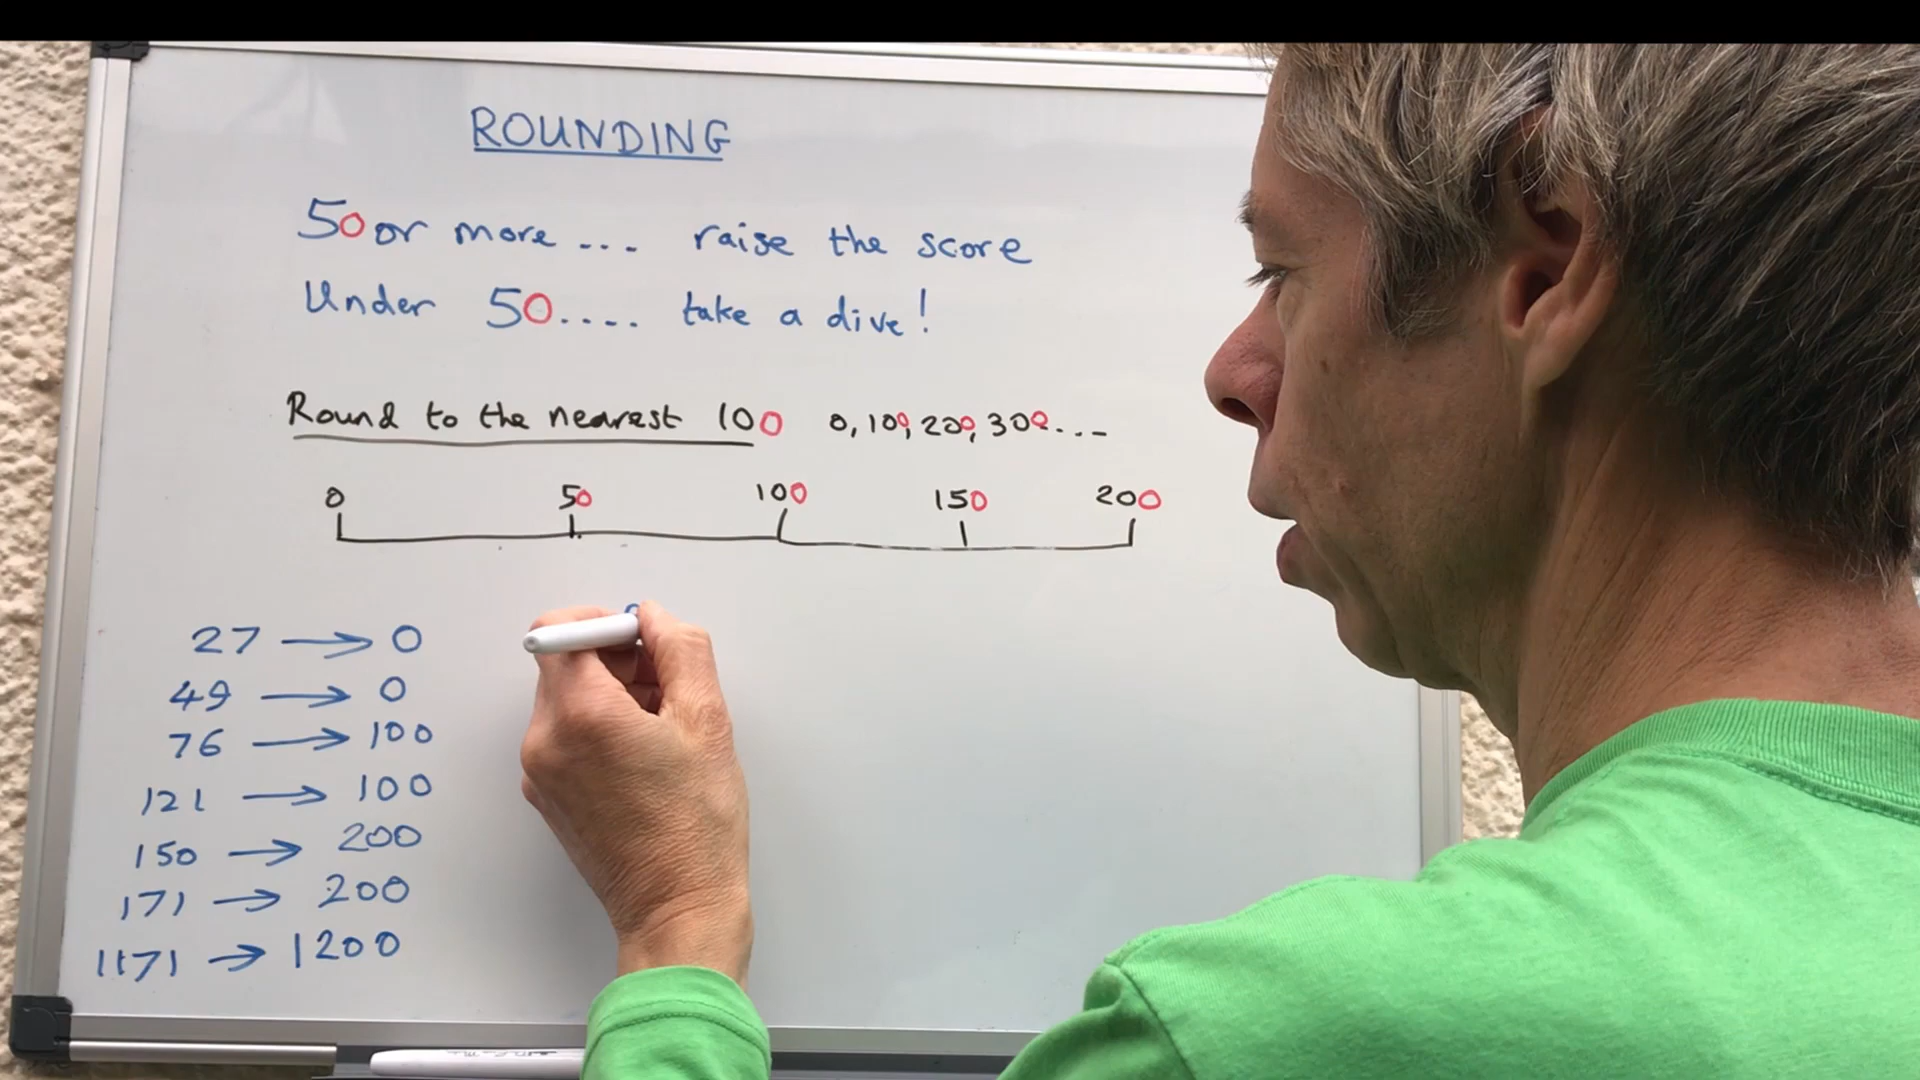 ROUNDING
50 or more ... raise the score
Under 50.... take a dive!
Round to the nearest 100 0, 100, 200, 300...
0 50 100 150 200
27 → 0
49 → 0
76 → 100
121 → 100
150 → 200
171 → 200
1171 → 1200